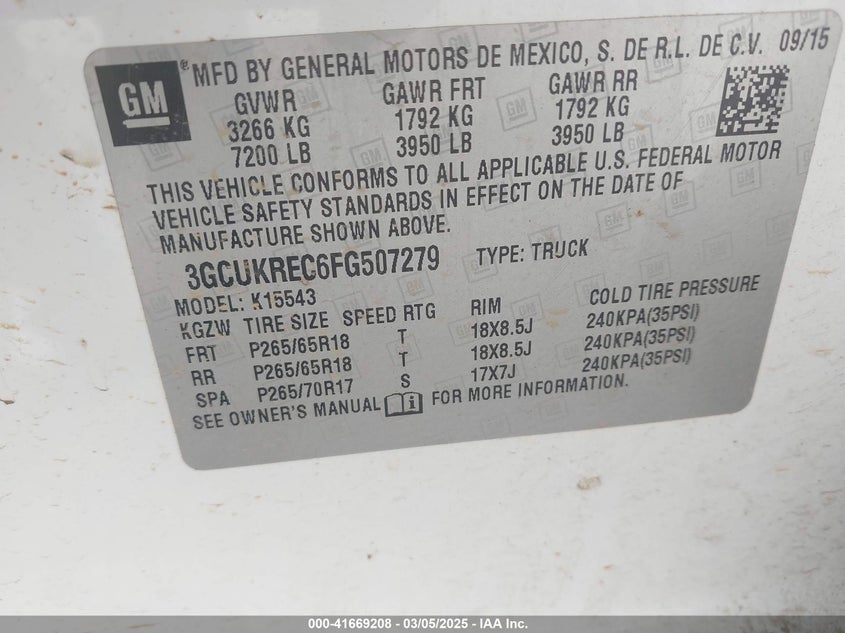 GM
® MFD BY GENERAL MOTORS DE MEXICO, S. DE R.L. DE C.V. 09/15
GVWR GAWR FRT GAWR RR
3266 KG 1792 KG 1792 KG
7200 LB 3950 LB 3950 LB
THIS VEHICLE CONFORMS TO ALL APPLICABLE U.S. FEDERAL MOTOR
VEHICLE SAFETY STANDARDS IN EFFECT ON THE DATE OF
MANUFACTURE SHOWN ABOVE.
3GCUKREC6FG507279 TYPE: TRUCK
MODEL: K15543
KGZW TIRE SIZE SPEED RTG RIM COLD TIRE PRESSURE
FRT P265/65R18 T 18X8.5J 240KPA(35PSI)
RR P265/65R18 T 18X8.5J 240KPA(35PSI)
SPA P265/70R17 S 17X7J 240KPA(35PSI)
SEE OWNER'S MANUAL FOR MORE INFORMATION.
000-41669208 - 03/05/2025 - IAA Inc.